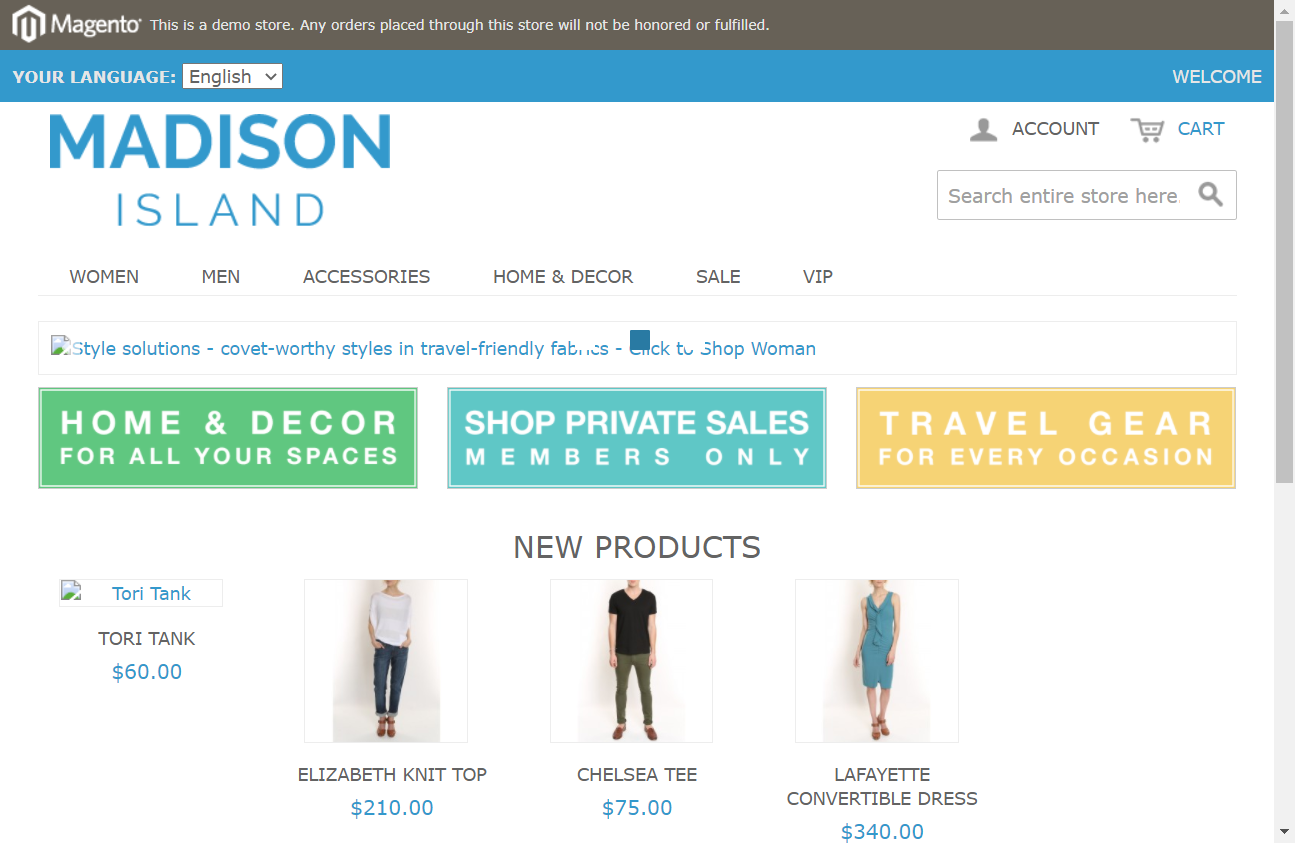 Magento This is a demo store. Any orders placed through this store will not be honored or fulfilled.
YOUR LANGUAGE: English WELCOME
MADISON
ISLAND
ACCOUNT CART
Search entire store here
WOMEN MEN ACCESSORIES HOME & DECOR SALE VIP
Style solutions - covet-worthy styles in travel-friendly fabrics - Click to Shop Woman
HOME & DECOR
FOR ALL YOUR SPACES
SHOP PRIVATE SALES
MEMBERS ONLY
TRAVEL GEAR
FOR EVERY OCCASION
NEW PRODUCTS
Tori Tank
TORI TANK
$60.00
ELIZABETH KNIT TOP
$210.00
CHELSEA TEE
$75.00
LAFAYETTE
CONVERTIBLE DRESS
$340.00